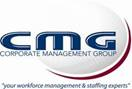 CMG
CORPORATE MANAGEMENT GROUP
"your workforce management & staffing experts"